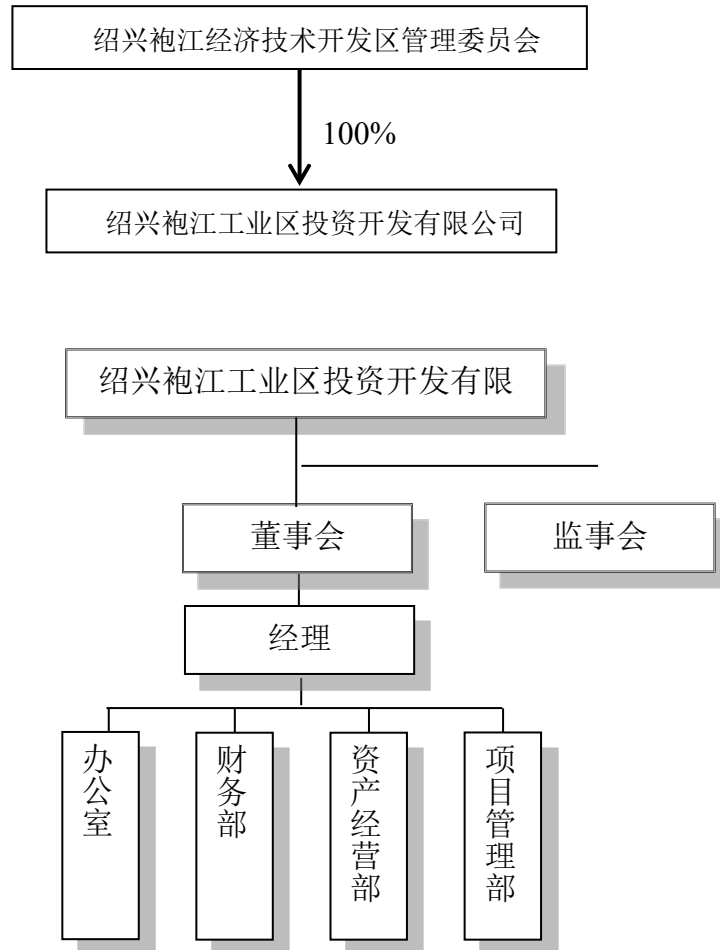 绍兴袍江经济技术开发区管理委员会
100%
绍兴袍江工业区投资开发有限公司
绍兴袍江工业区投资开发有限
董事会
监事会
经理
办公室
财务部
资产经营部
项目管理部